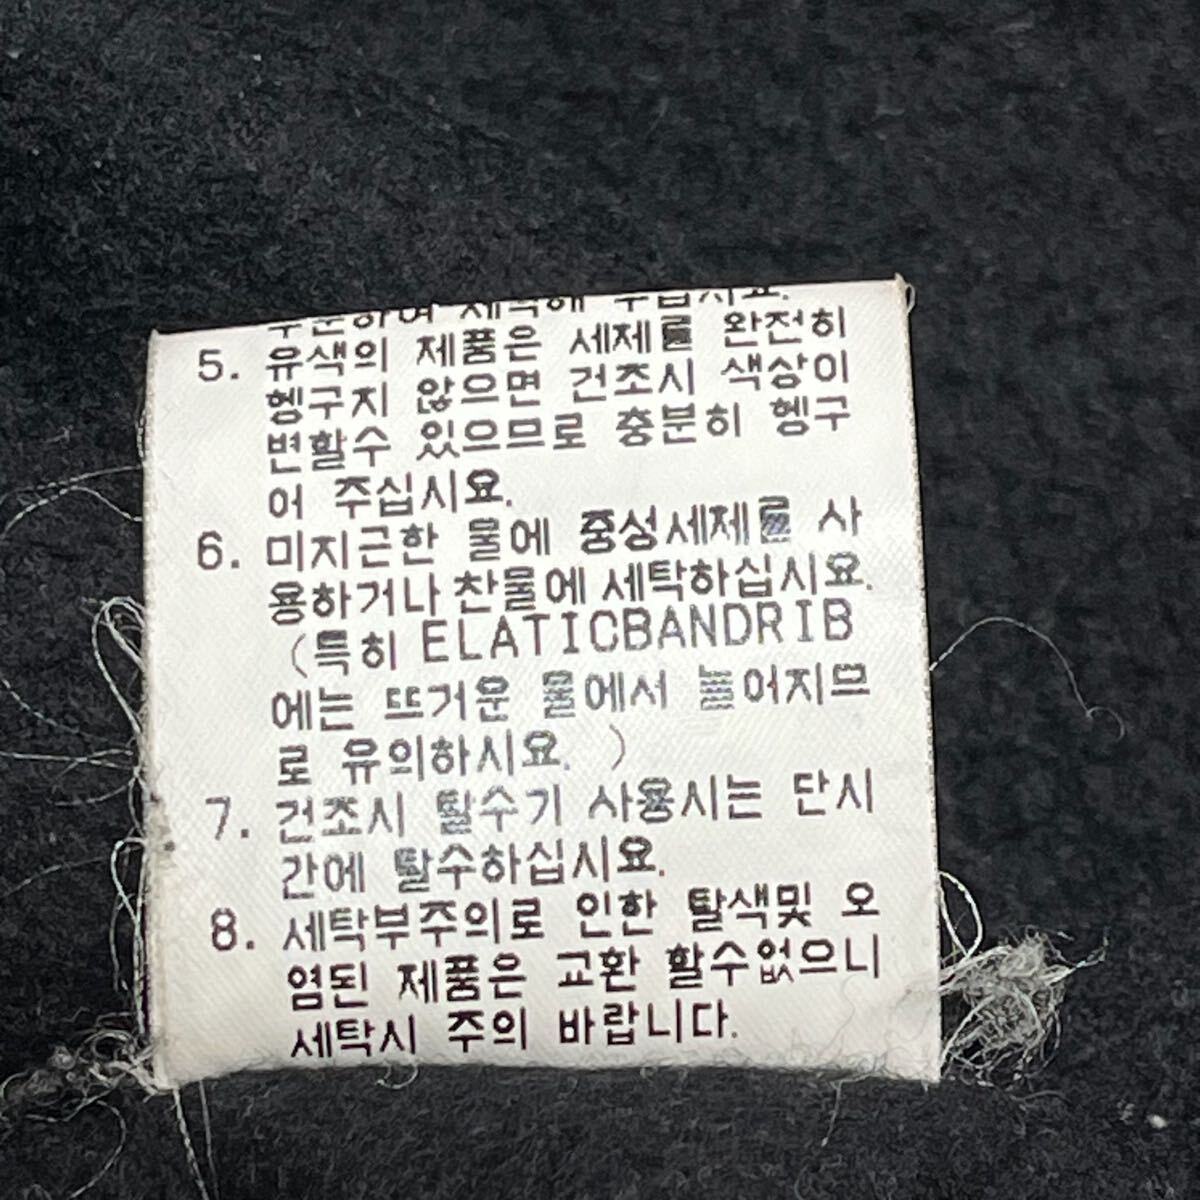 세탁해 주십시요.
5. 유색의 제품은 세제를 완전히
헹구지 않으면 건조시 색상이
변할수 있으므로 충분히 헹구
어 주십시요.
6. 미지근한 물에 중성세제를 사
용하거나 찬물에 세탁하십시요.
(특히 ELATICBANDRIB
에는 뜨거운 물에서 늘어지므
로 유의하시요. )
7. 건조시 탈수기 사용시는 단시
간에 탈수하십시요.
8. 세탁부주의로 인한 탈색및 오
염된 제품은 교환 할수없으니
세탁시 주의 바랍니다.